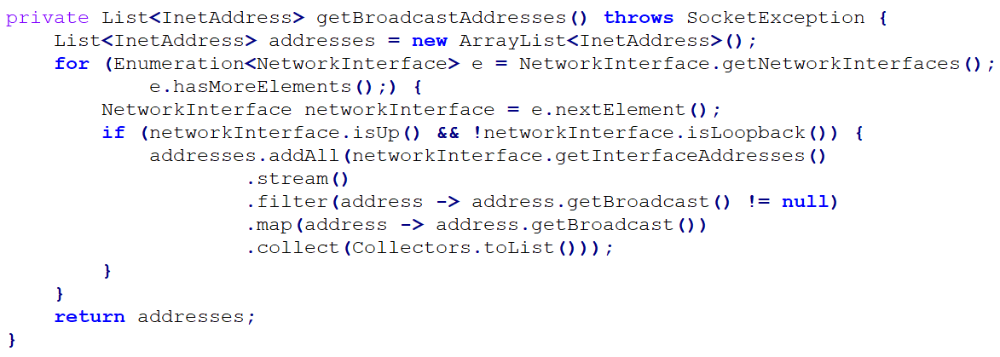 private List<InetAddress> getBroadcastAddresses() throws SocketException {
    List<InetAddress> addresses = new ArrayList<InetAddress>();
    for (Enumeration<NetworkInterface> e = NetworkInterface.getNetworkInterfaces();
            e.hasMoreElements();) {
        NetworkInterface networkInterface = e.nextElement();
        if (networkInterface.isUp() && !networkInterface.isLoopback()) {
            addresses.addAll(networkInterface.getInterfaceAddresses()
                    .stream()
                    .filter(address -> address.getBroadcast() != null)
                    .map(address -> address.getBroadcast())
                    .collect(Collectors.toList()));
        }
    }
    return addresses;
}